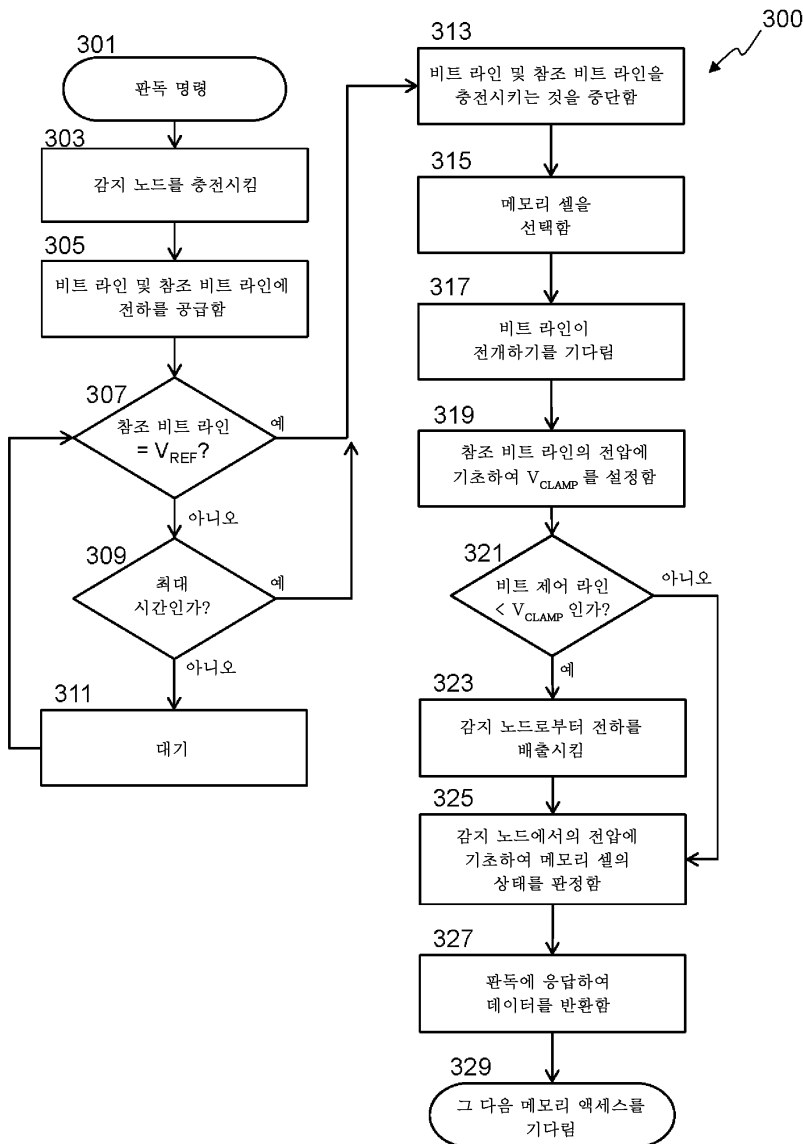 300
301
판독 명령
303
감지 노드를 충전시킴
305
비트 라인 및 참조 비트 라인에
전하를 공급함
307
참조 비트 라인
= VREF?
예
아니오
309
최대
시간인가?
예
아니오
311
대기
313
비트 라인 및 참조 비트 라인을
충전시키는 것을 중단함
315
메모리 셀을
선택함
317
비트 라인이
전개하기를 기다림
319
참조 비트 라인의 전압에
기초하여 VCLAMP 를 설정함
321
비트 제어 라인
< VCLAMP 인가?
아니오
예
323
감지 노드로부터 전하를
배출시킴
325
감지 노드에서의 전압에
기초하여 메모리 셀의
상태를 판정함
327
판독에 응답하여
데이터를 반환함
329
그 다음 메모리 액세스를
기다림